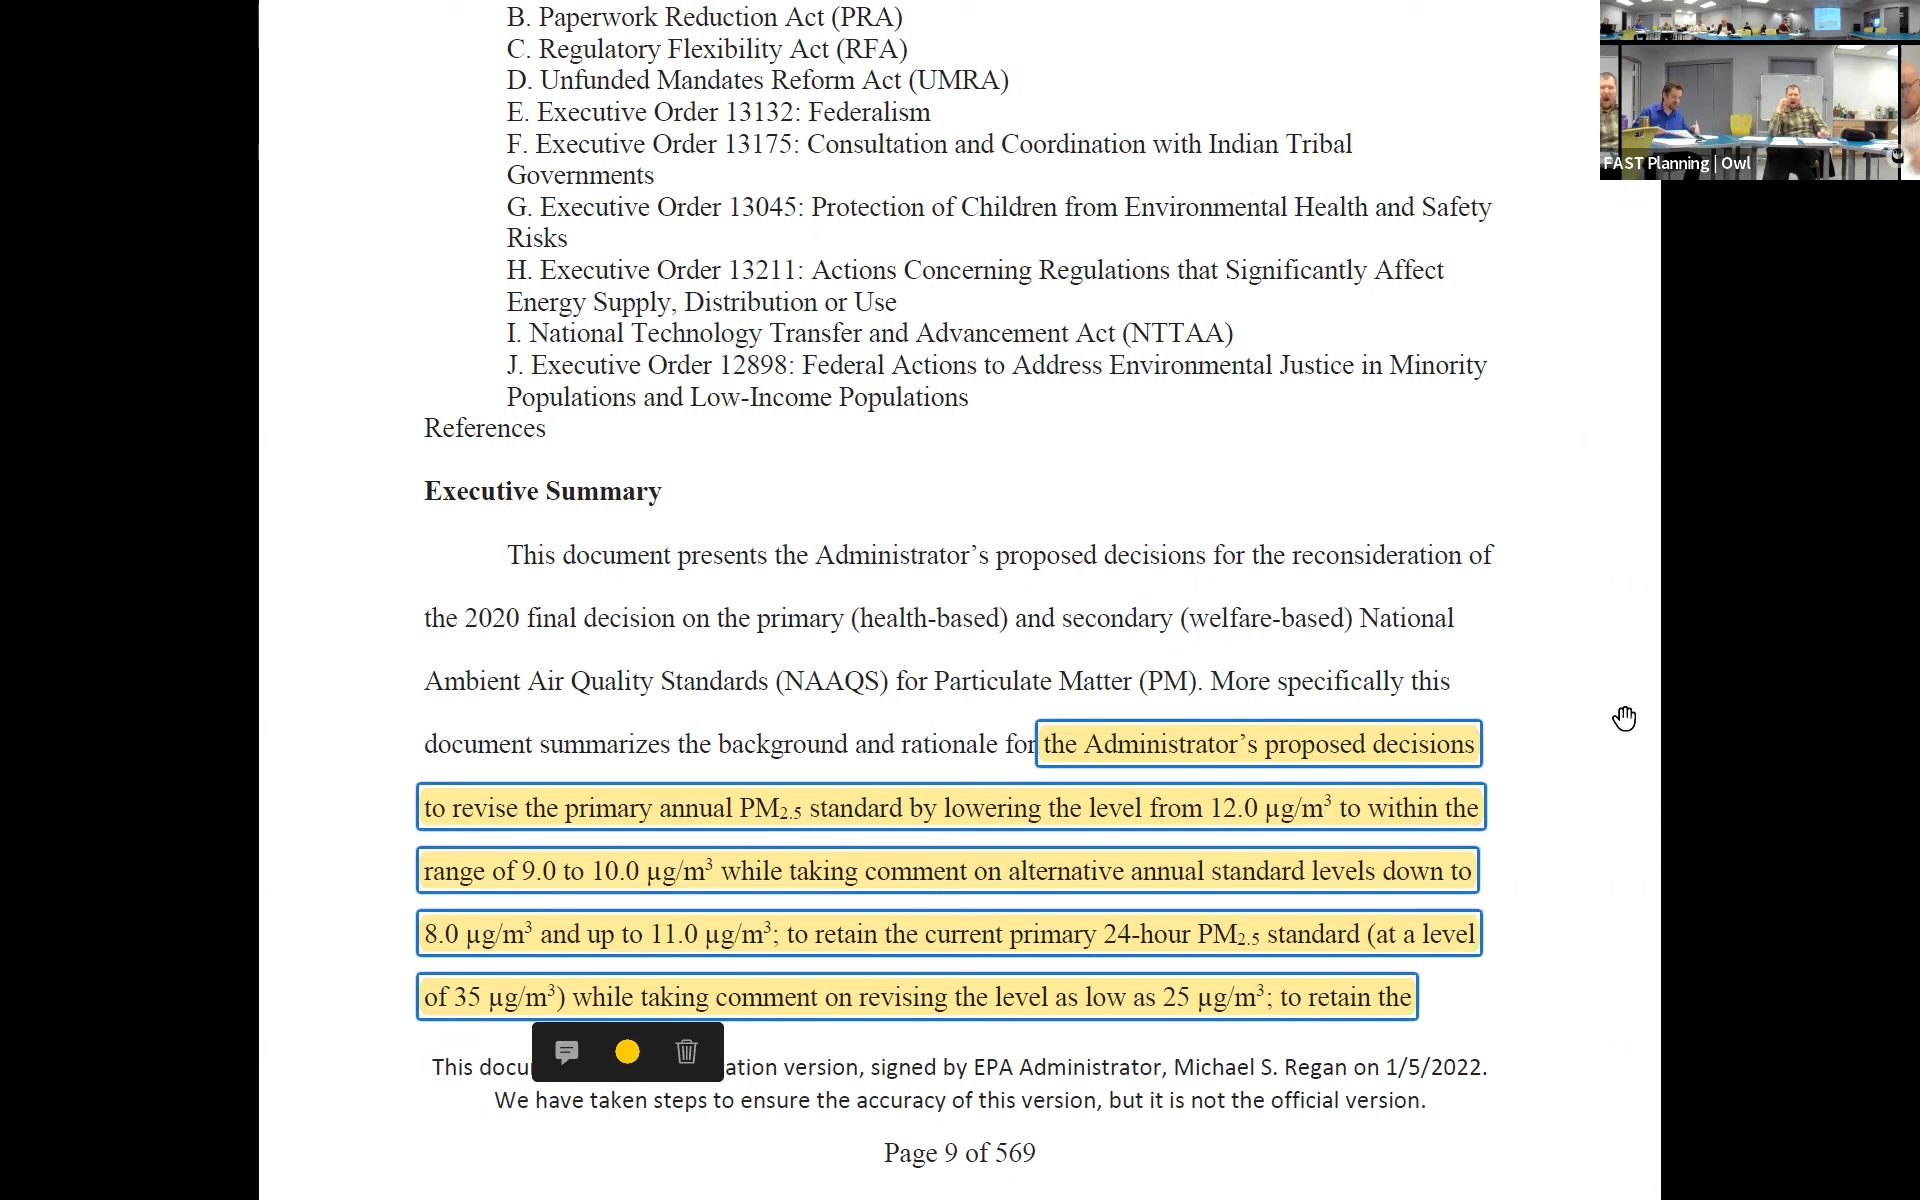 B. Paperwork Reduction Act (PRA)
C. Regulatory Flexibility Act (RFA)
D. Unfunded Mandates Reform Act (UMRA)
E. Executive Order 13132: Federalism
F. Executive Order 13175: Consultation and Coordination with Indian Tribal
Governments
G. Executive Order 13045: Protection of Children from Environmental Health and Safety
Risks
H. Executive Order 13211: Actions Concerning Regulations that Significantly Affect
Energy Supply, Distribution or Use
I. National Technology Transfer and Advancement Act (NTTAA)
J. Executive Order 12898: Federal Actions to Address Environmental Justice in Minority
Populations and Low-Income Populations
References
Executive Summary
This document presents the Administrator’s proposed decisions for the reconsideration of
the 2020 final decision on the primary (health-based) and secondary (welfare-based) National
Ambient Air Quality Standards (NAAQS) for Particulate Matter (PM). More specifically this
document summarizes the background and rationale for the Administrator’s proposed decisions
to revise the primary annual PM2.5 standard by lowering the level from 12.0 µg/m³ to within the
range of 9.0 to 10.0 µg/m³ while taking comment on alternative annual standard levels down to
8.0 µg/m³ and up to 11.0 µg/m³; to retain the current primary 24-hour PM2.5 standard (at a level
of 35 µg/m³) while taking comment on revising the level as low as 25 µg/m³; to retain the
This docu ation version, signed by EPA Administrator, Michael S. Regan on 1/5/2022.
We have taken steps to ensure the accuracy of this version, but it is not the official version.
Page 9 of 569
FAST Planning | Owl